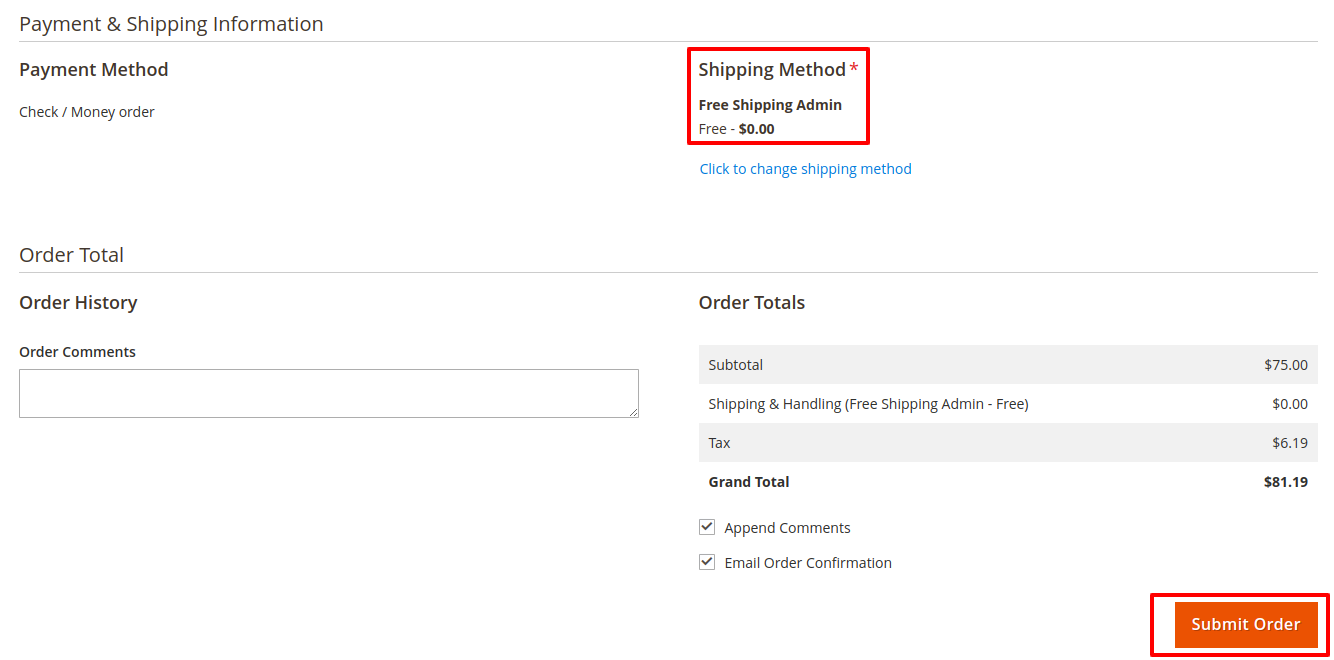 Payment & Shipping Information
Payment Method
Check / Money order
Shipping Method *
Free Shipping Admin
Free - $0.00
Click to change shipping method
Order Total
Order History
Order Comments
Order Totals
Subtotal $75.00
Shipping & Handling (Free Shipping Admin - Free) $0.00
Tax $6.19
Grand Total $81.19
Append Comments
Email Order Confirmation
Submit Order